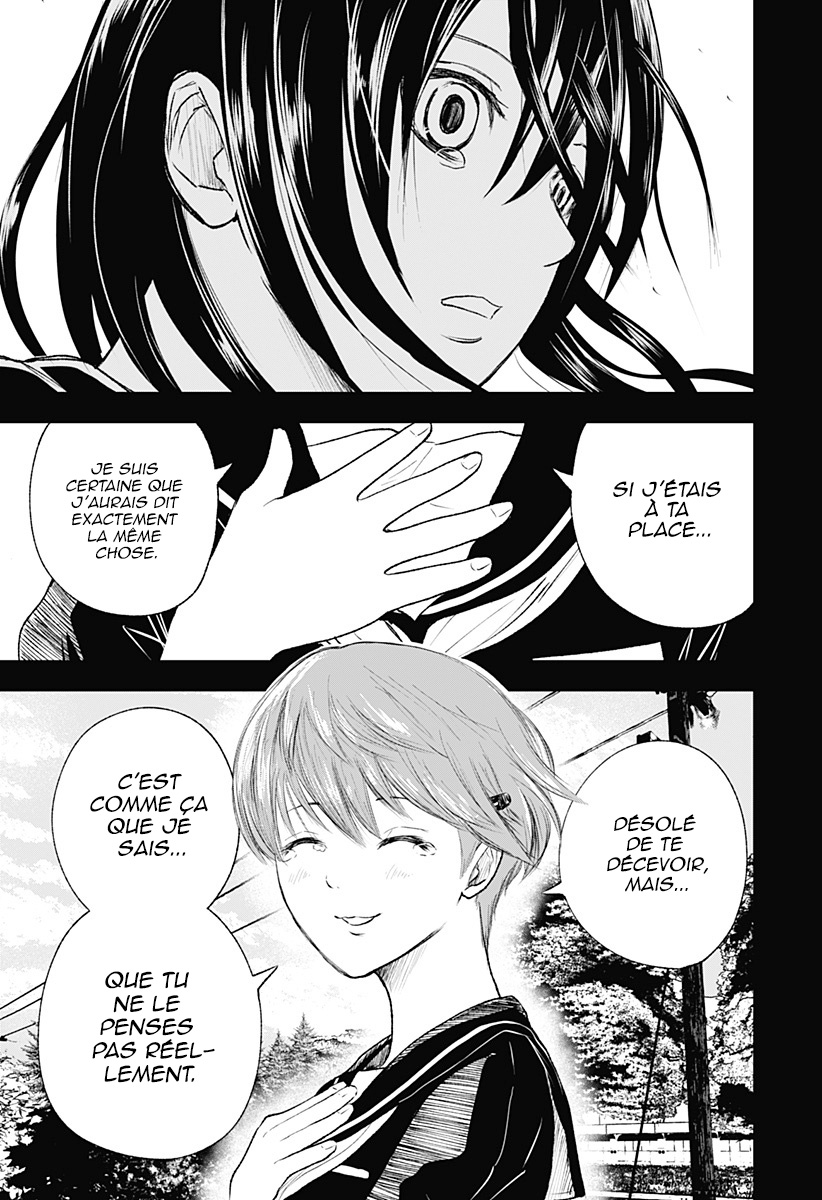 SI J'ÉTAIS
À TA
PLACE...
JE SUIS
CERTAINE QUE
J'AURAIS DIT
EXACTEMENT
LA MÊME
CHOSE.
DÉSOLÉ
DE TE
DÉCEVOIR,
MAIS...
C'EST
COMME ÇA
QUE JE
SAIS...
QUE TU
NE LE
PENSES
PAS RÉEL-
LEMENT.